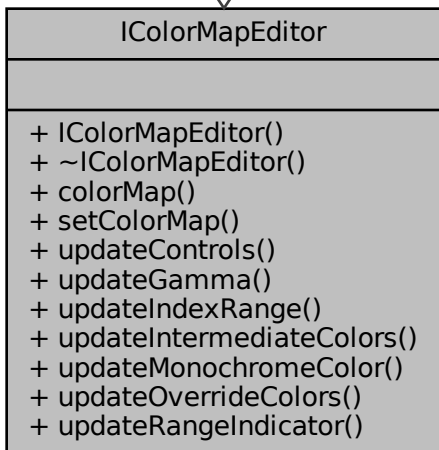 IColorMapEditor
+ IColorMapEditor()
+ ~IColorMapEditor()
+ colorMap()
+ setColorMap()
+ updateControls()
+ updateGamma()
+ updateIndexRange()
+ updateIntermediateColors()
+ updateMonochromeColor()
+ updateOverrideColors()
+ updateRangeIndicator()